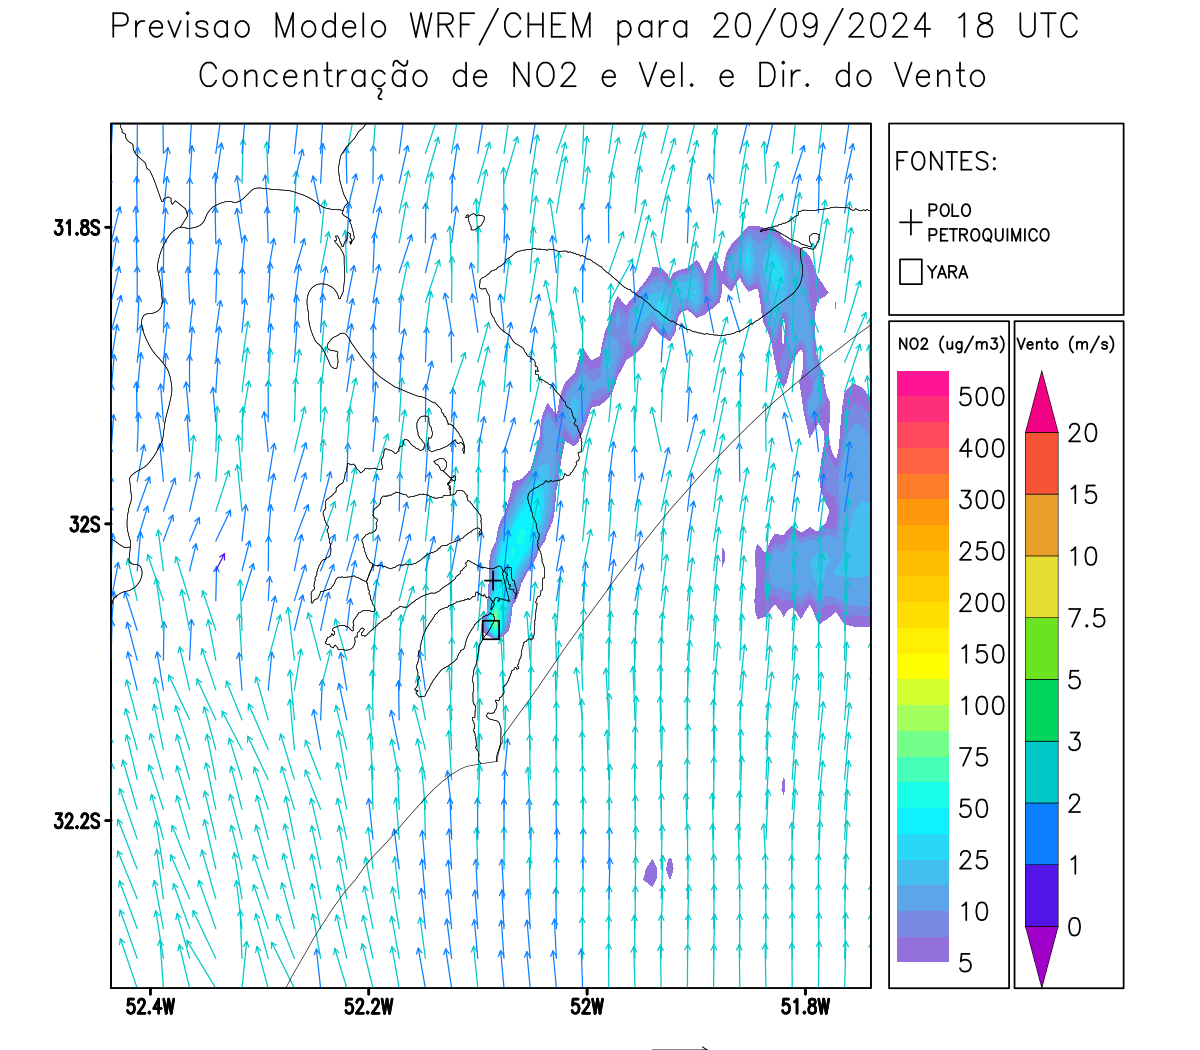 Previsao Modelo WRF/CHEM para 20/09/2024 18 UTC
Concentração de NO2 e Vel. e Dir. do Vento
FONTES:
POLO
PETROQUIMICO
YARA
31.8S
32S
32.2S
52.4W
52.2W
52W
51.8W
NO2 (ug/m3)
500
400
300
250
200
150
100
75
50
25
10
5
Vento (m/s)
20
15
10
7.5
5
3
2
1
0